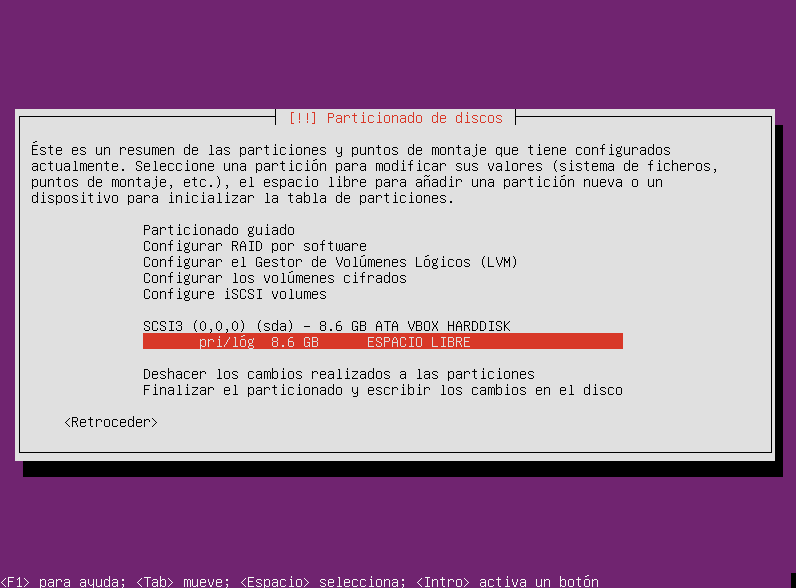 [!!] Particionado de discos
Éste es un resumen de las particiones y puntos de montaje que tiene configurados
actualmente. Seleccione una partición para modificar sus valores (sistema de ficheros,
puntos de montaje, etc.), el espacio libre para añadir una partición nueva o un
dispositivo para inicializar la tabla de particiones.
Particionado guiado
Configurar RAID por software
Configurar el Gestor de Volúmenes Lógicos (LVM)
Configurar los volúmenes cifrados
Configure iSCSI volumes
SCSI3 (0,0,0) (sda) - 8.6 GB ATA VBOX HARDDISK
pri/lóg 8.6 GB ESPACIO LIBRE
Deshacer los cambios realizados a las particiones
Finalizar el particionado y escribir los cambios en el disco
<Retroceder>
<F1> para ayuda; <Tab> mueve; <Espacio> selecciona; <Intro> activa un botón